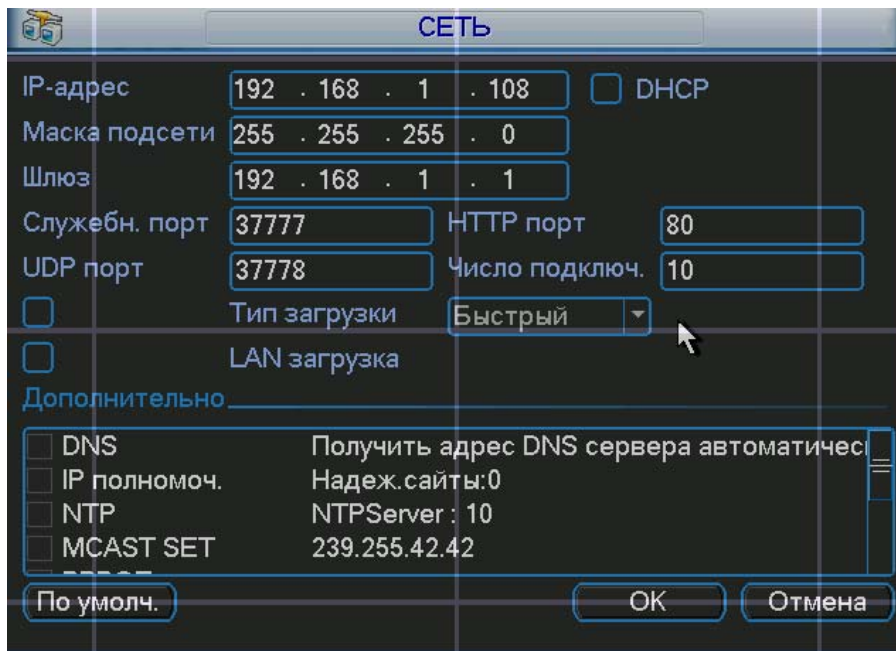 СЕТЬ
IP-адрес 192 . 168 . 1 . 108 DHCP
Маска подсети 255 . 255 . 255 . 0
Шлюз 192 . 168 . 1 . 1
Служебн. порт 37777 HTTP порт 80
UDP порт 37778 Число подключ. 10
Тип загрузки Быстрый
LAN загрузка
Дополнительно
DNS Получить адрес DNS сервера автоматичес
IP полномоч. Надеж.сайты:0
NTP NTPServer : 10
MCAST SET 239.255.42.42
По умолч. OK Отмена